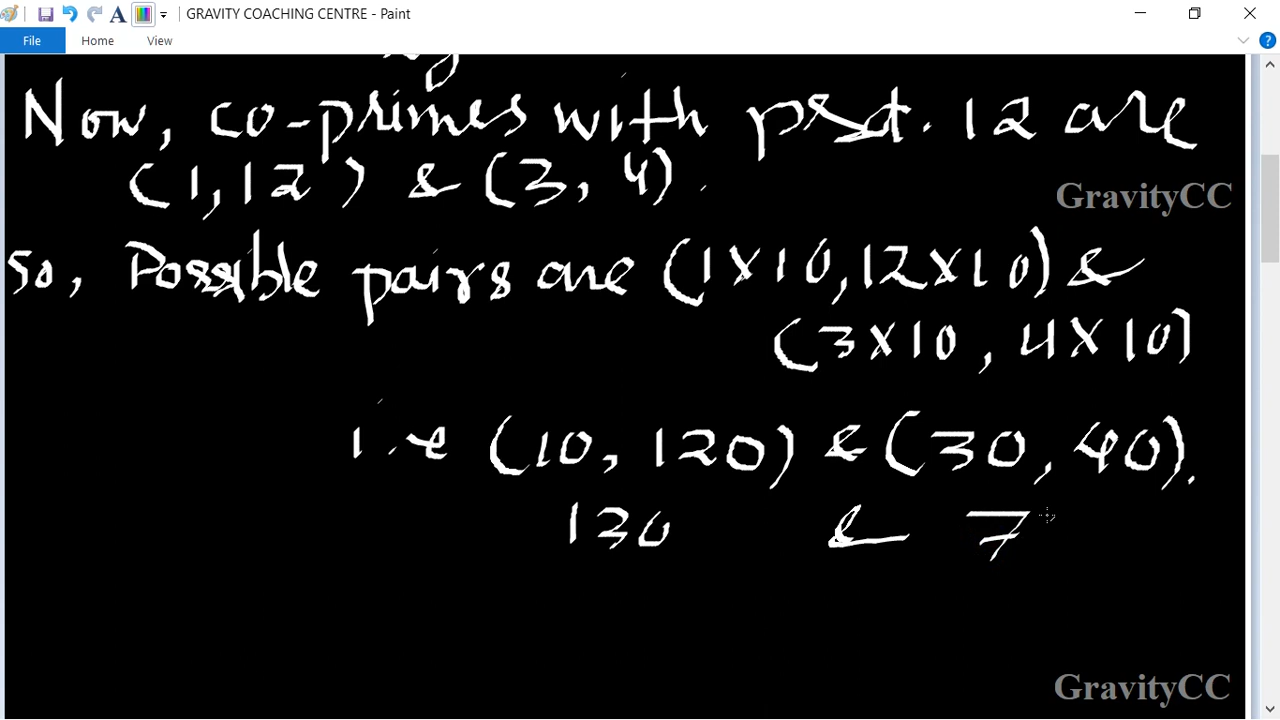 GRAVITY COACHING CENTRE - Paint
File Home View
Now, co-primes with prdt. 12 are
(1,12) & (3, 4).
GravityCC
So, Possible pairs are (1X10,12X10) &
(3X10, 4X10)
i.e (10, 120) & (30, 40).
130 & 7
GravityCC